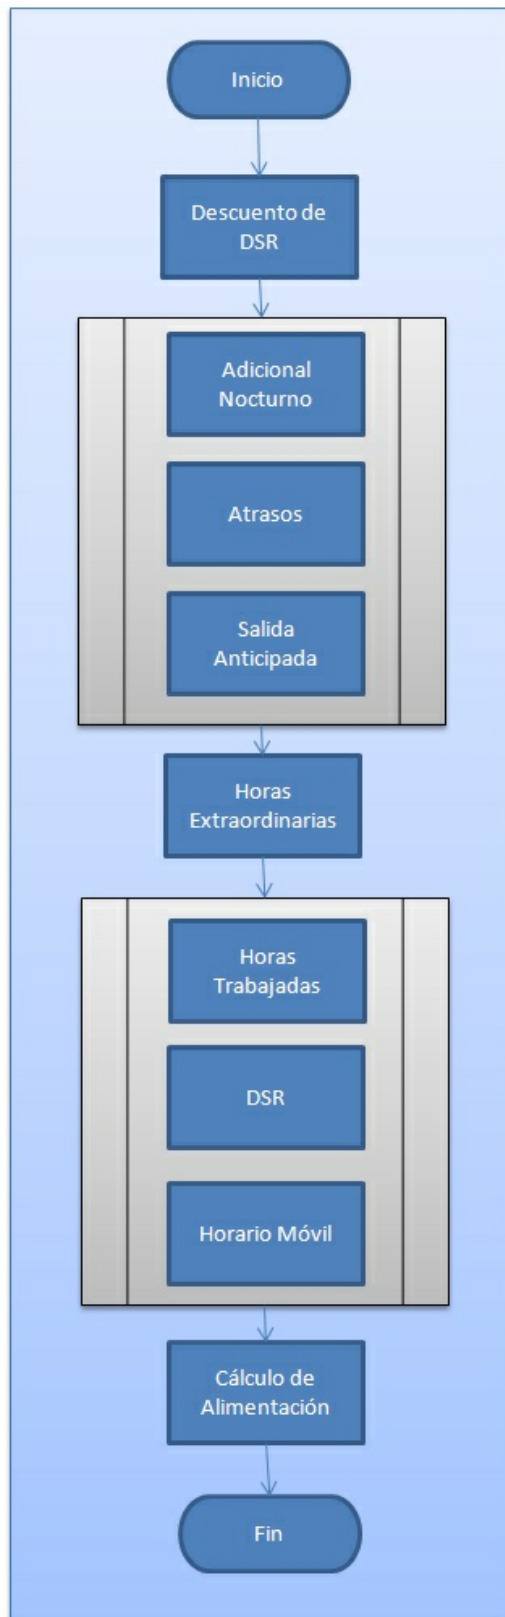 Inicio
Descuento de
DSR
Adicional
Nocturno
Atrasos
Salida
Anticipada
Horas
Extraordinarias
Horas
Trabajadas
DSR
Horario Móvil
Cálculo de
Alimentación
Fin